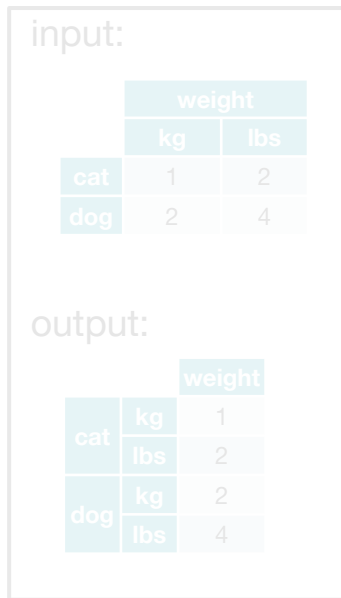 input:
weight
kg lbs
cat 1 2
dog 2 4
output:
weight
cat kg 1
lbs 2
dog kg 2
lbs 4